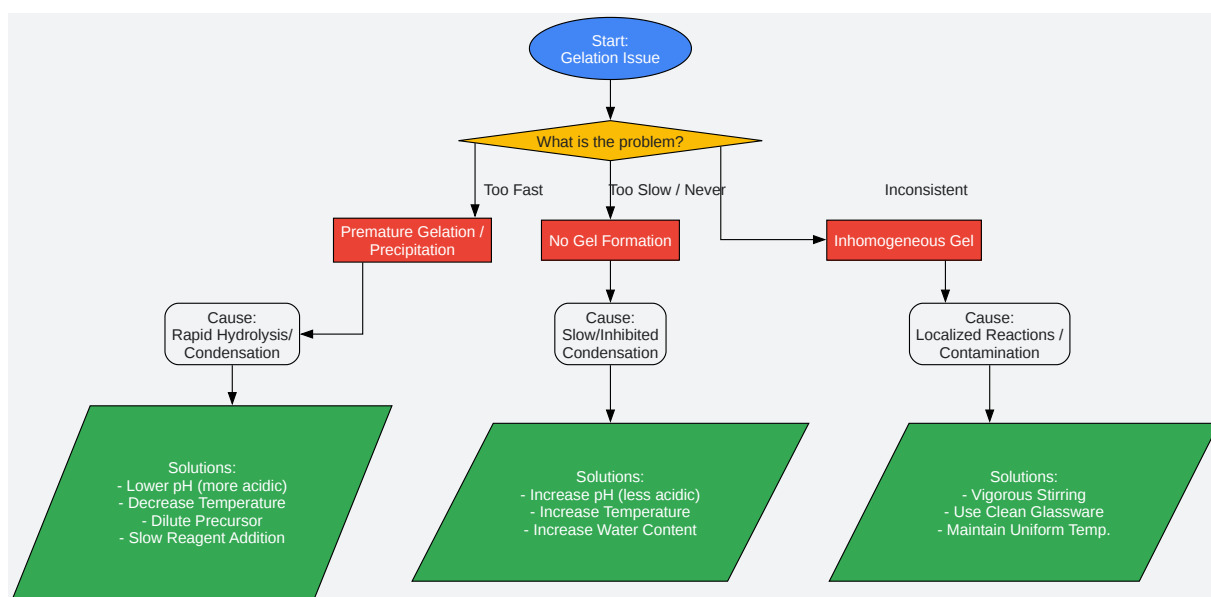 Start:
Gelation Issue
What is the problem?
Too Fast
Too Slow / Never
Inconsistent
Premature Gelation /
Precipitation
No Gel Formation
Inhomogeneous Gel
Cause:
Rapid Hydrolysis/
Condensation
Cause:
Slow/Inhibited
Condensation
Cause:
Localized Reactions /
Contamination
Solutions:
- Lower pH (more acidic)
- Decrease Temperature
- Dilute Precursor
- Slow Reagent Addition
Solutions:
- Increase pH (less acidic)
- Increase Temperature
- Increase Water Content
Solutions:
- Vigorous Stirring
- Use Clean Glassware
- Maintain Uniform Temp.